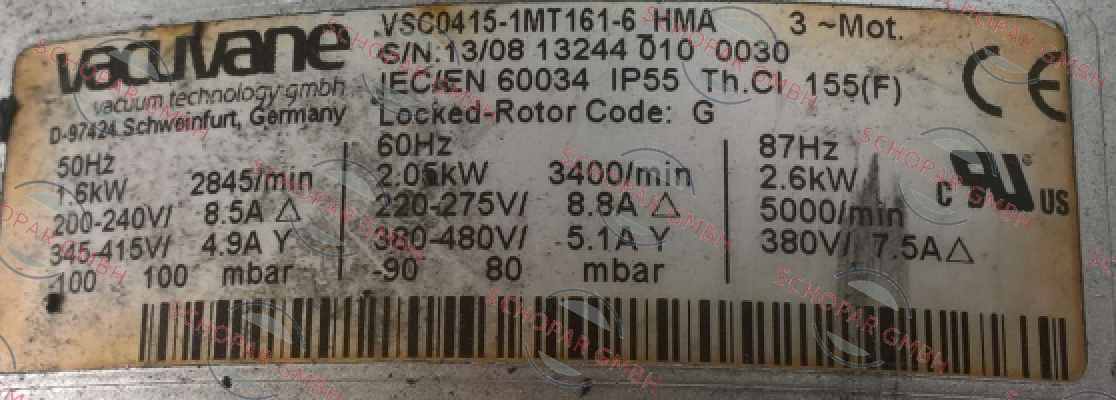 vacuvane
vacuum technology gmbh
D-97424 Schweinfurt, Germany
VSC0415-1MT161-6 HMA 3 ~Mot.
S/N:13/08 13244 010 0030
IEC/EN 60034 IP55 Th.Cl. 155(F)
Locked-Rotor Code: G
CE
50Hz
1.6kW 2845/min
200-240V/ 8.5A △
345-415V/ 4.9A Y
-100 100 mbar
60Hz
2.05kW 3400/min
220-275V/ 8.8A △
380-480V/ 5.1A Y
-90 80 mbar
87Hz
2.6kW
5000/min
380V/ 7.5A△
c RU ® US
SCHOPAR GMBH